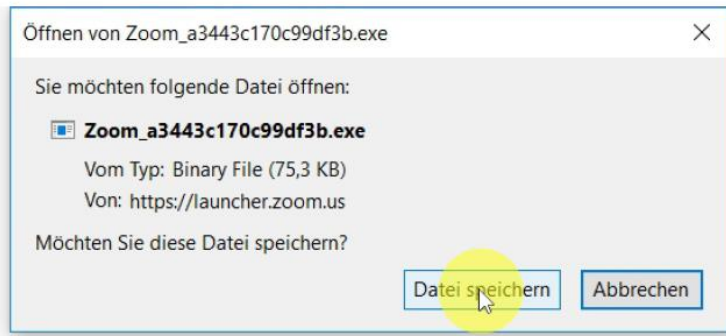 Öffnen von Zoom_a3443c170c99df3b.exe
Sie möchten folgende Datei öffnen:
Zoom_a3443c170c99df3b.exe
Vom Typ: Binary File (75,3 KB)
Von: https://launcher.zoom.us
Möchten Sie diese Datei speichern?
Datei speichern Abbrechen